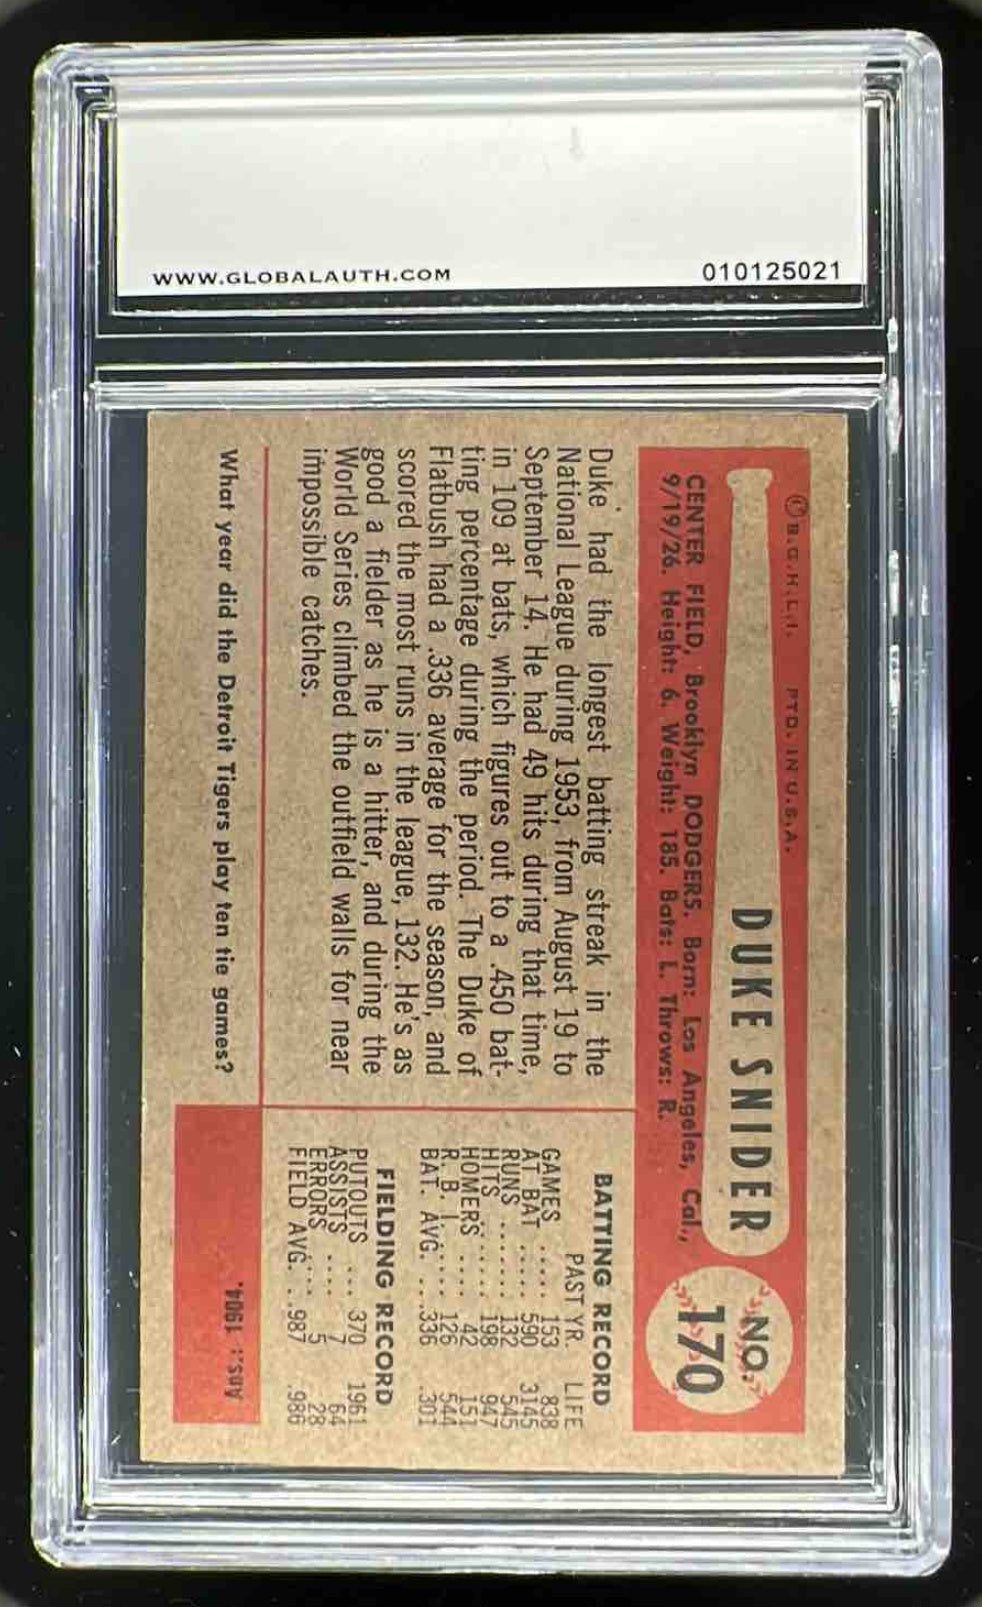 WWW.GLOBALAUTH.COM
010125021
© B.G.H.L.I. PTD. IN U.S.A.
DUKE SNIDER
NO.
170
CENTER FIELD, Brooklyn DODGERS. Born: Los Angeles, Cal.,
9/19/26. Height: 6. Weight: 185. Bats: L. Throws: R.
Duke had the longest batting streak in the
National League during 1953, from August 19 to
September 14. He had 49 hits during that time,
in 109 at bats, which figures out to a .450 bat-
ting percentage during the period. The Duke of
Flatbush had a .336 average for the season, and
scored the most runs in the league, 132. He's as
good a fielder as he is a hitter, and during the
World Series climbed the outfield walls for near
impossible catches.
BATTING RECORD
PAST YR. LIFE
GAMES ..... 153 838
AT BAT ..... 590 3145
RUNS ...... 132 545
HITS ...... 198 947
HOMERS .... 42 151
R. B. I. .... 126 544
BAT. AVG. ...336 .301
FIELDING RECORD
PUTOUTS ... 370 1961
ASSISTS .... 7 64
ERRORS .... 5 28
FIELD AVG. ..987 .986
What year did the Detroit Tigers play ten tie games?
Ans.: 1904.